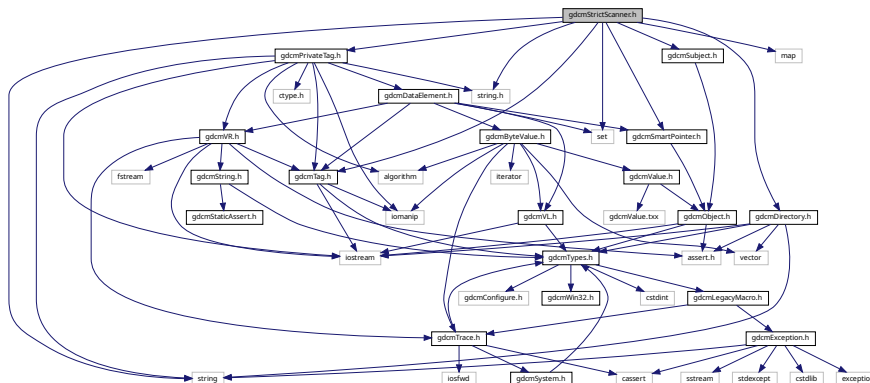 gdcmStrictScanner.h
gdcmPrivateTag.h
gdcmSubject.h
map
ctype.h
gdcmDataElement.h
string.h
gdcmVR.h
gdcmByteValue.h
set
gdcmSmartPointer.h
fstream
gdcmString.h
gdcmTag.h
algorithm
iterator
gdcmValue.h
gdcmStaticAssert.h
iomanip
gdcmVL.h
gdcmValue.txx
gdcmObject.h
gdcmDirectory.h
iostream
gdcmTypes.h
assert.h
vector
gdcmConfigure.h
gdcmWin32.h
cstdint
gdcmLegacyMacro.h
gdcmTrace.h
gdcmException.h
string
iosfwd
gdcmSystem.h
cassert
sstream
stdexcept
cstdlib
exceptio